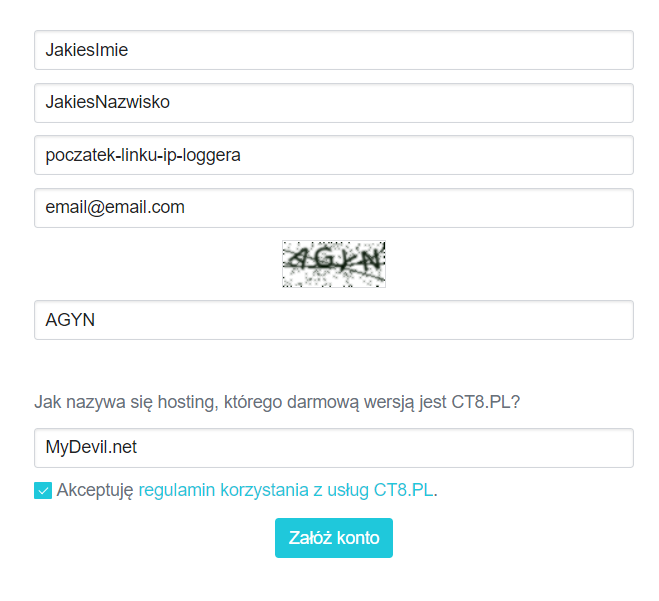 JakiesImie
JakiesNazwisko
poczatek-linku-ip-loggera
email@email.com
AGYN
AGYN
Jak nazywa się hosting, którego darmową wersją jest CT8.PL?
MyDevil.net
Akceptuję regulamin korzystania z usług CT8.PL.
Załóż konto